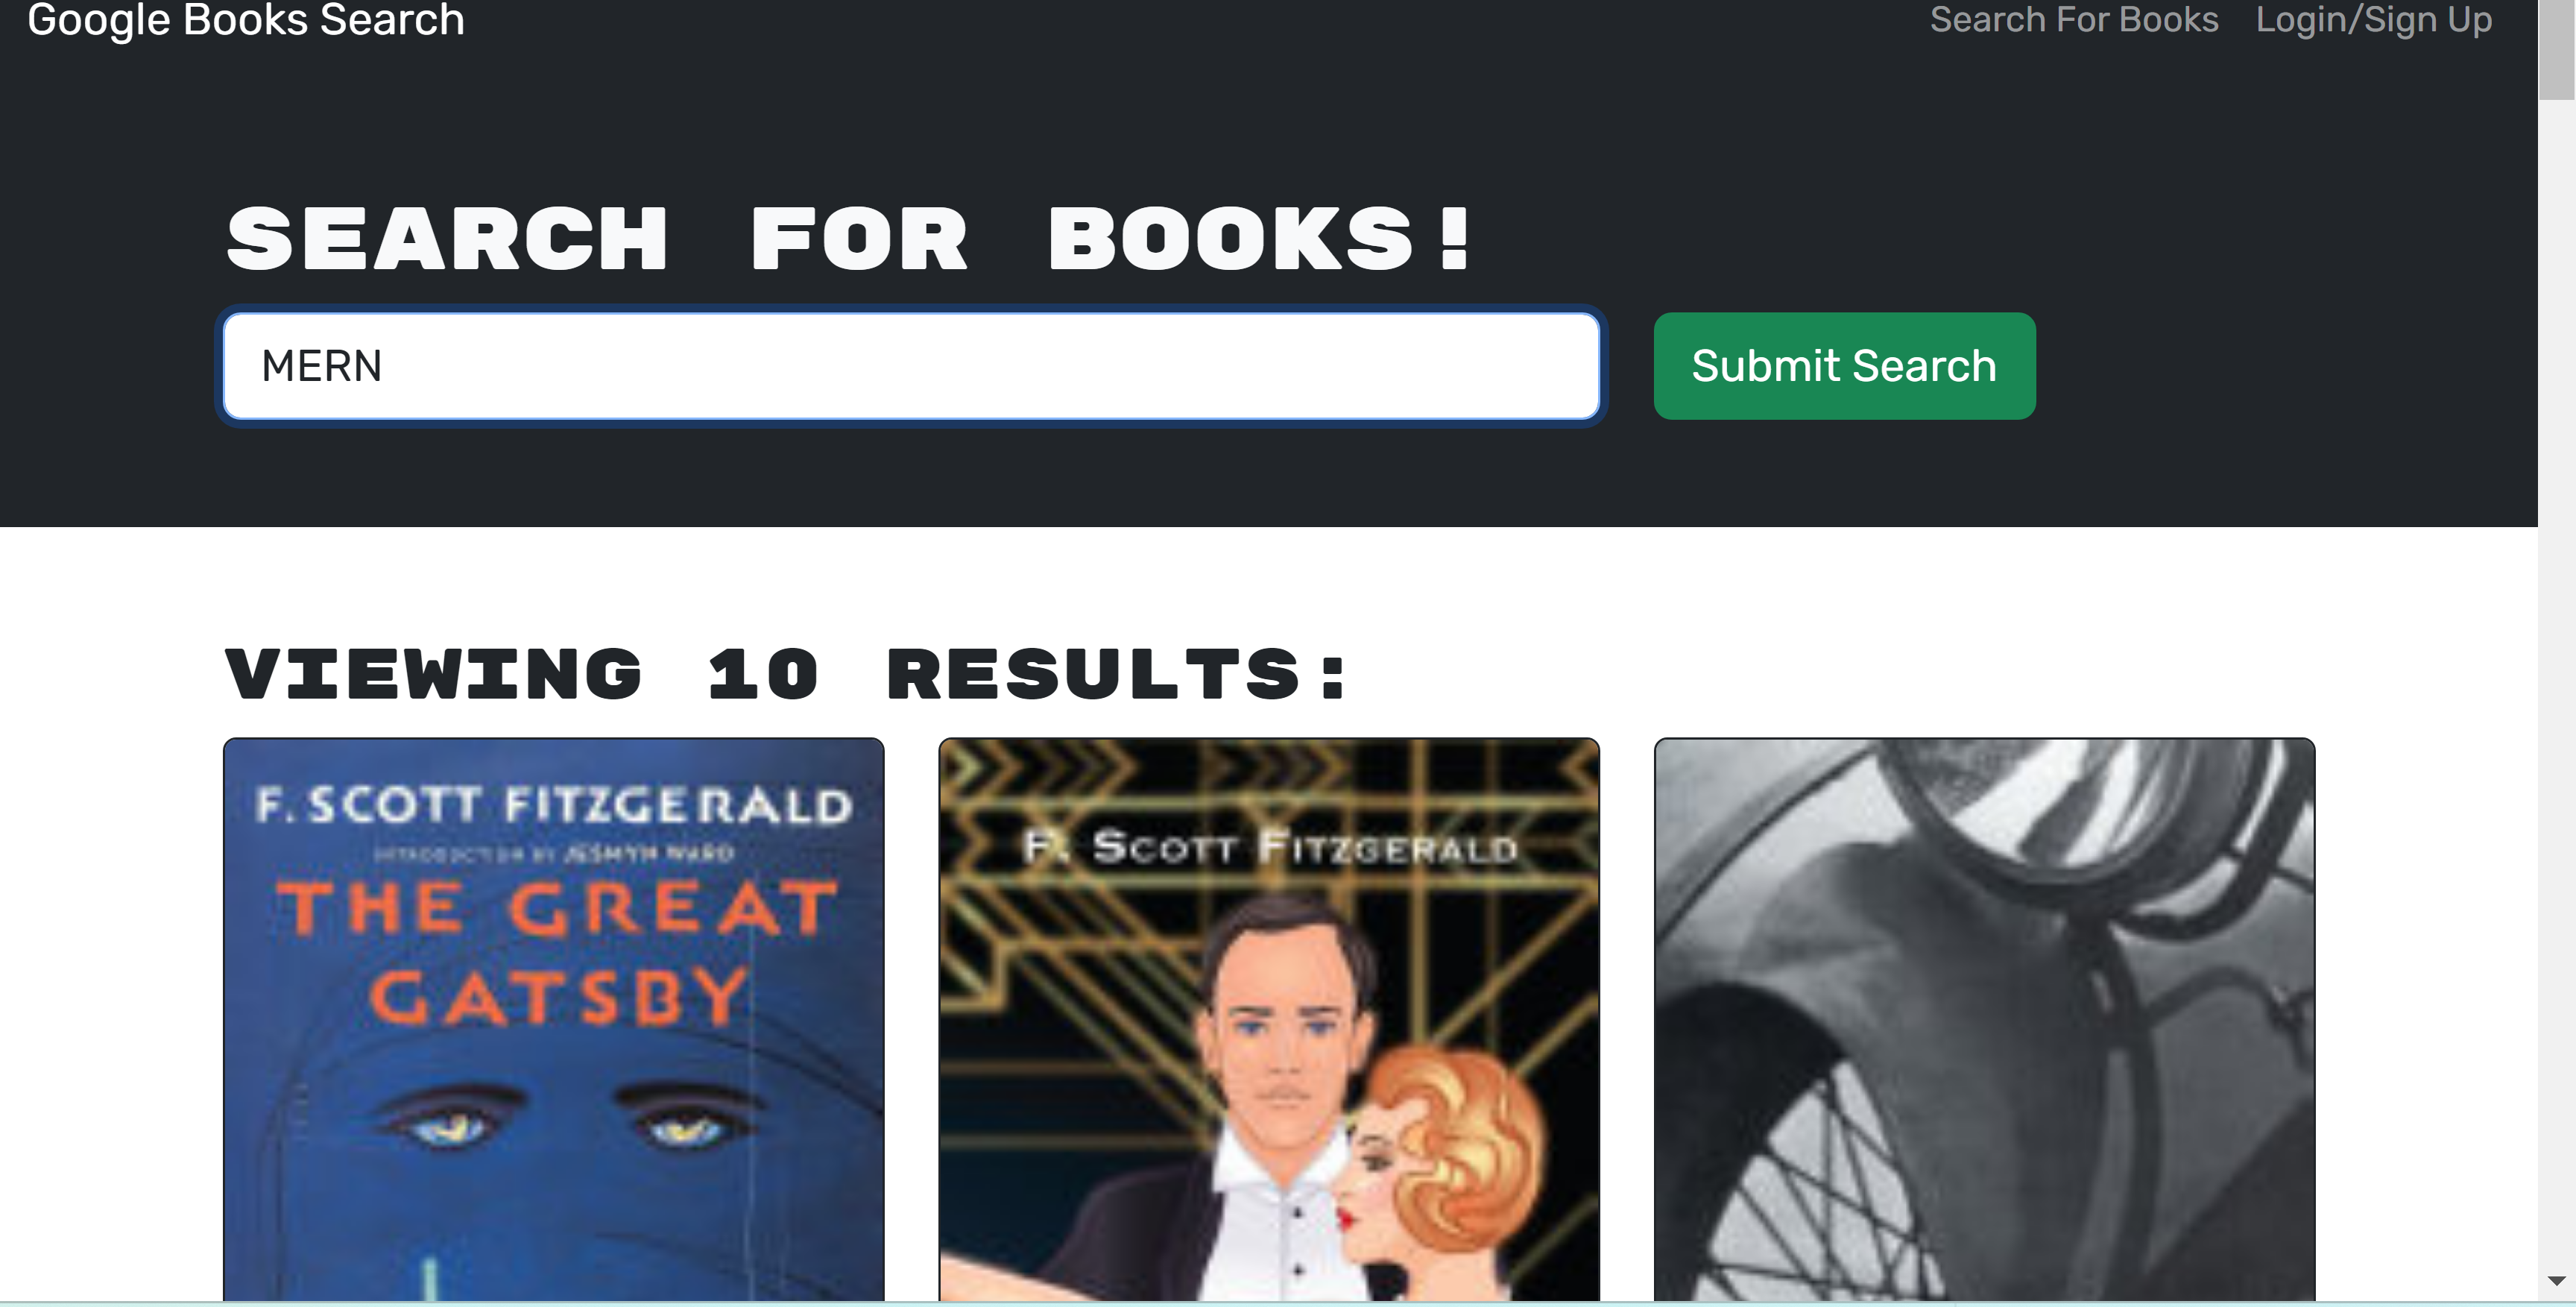 Google Books Search
Search For Books
Login/Sign Up
SEARCH FOR BOOKS!
MERN
Submit Search
VIEWING 10 RESULTS:
F. SCOTT FITZGERALD
INTRODUCTION BY JESMYN WARD
THE GREAT
GATSBY
F. SCOTT FITZGERALD